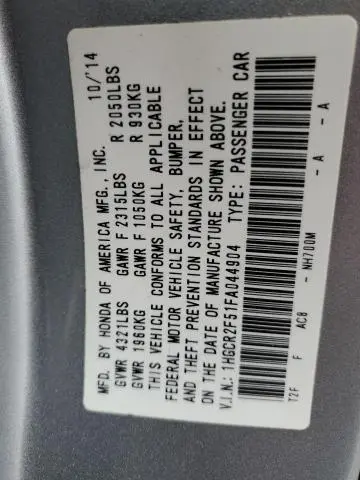 MFD. BY HONDA OF AMERICA MFG., INC. 10/'14
GVWR 4321LBS GAWR F 2315LBS R 2050LBS
GVWR 1960KG GAWR F 1050KG R 930KG
THIS VEHICLE CONFORMS TO ALL APPLICABLE
FEDERAL MOTOR VEHICLE SAFETY, BUMPER,
AND THEFT PREVENTION STANDARDS IN EFFECT
ON THE DATE OF MANUFACTURE SHOWN ABOVE.
V.I.N.: 1HGCR2F51FA044904 TYPE: PASSENGER CAR
T2F F AC8 - NH700M - A - A